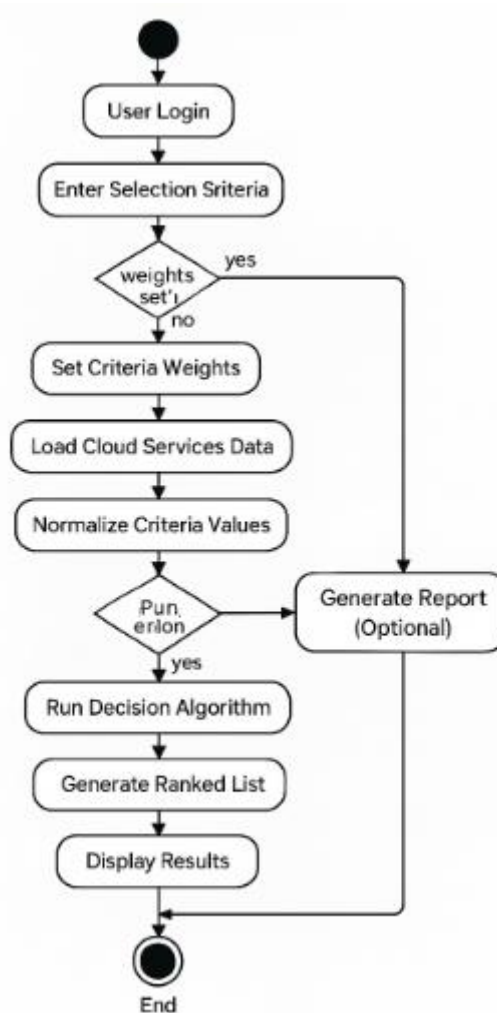 User Login
Enter Selection Sriteria
yes
weights
set'ı
no
Set Criteria Weights
Load Cloud Services Data
Normalize Criteria Values
Generate Report
(Optional)
yes
Run Decision Algorithm
Generate Ranked List
Display Results
End